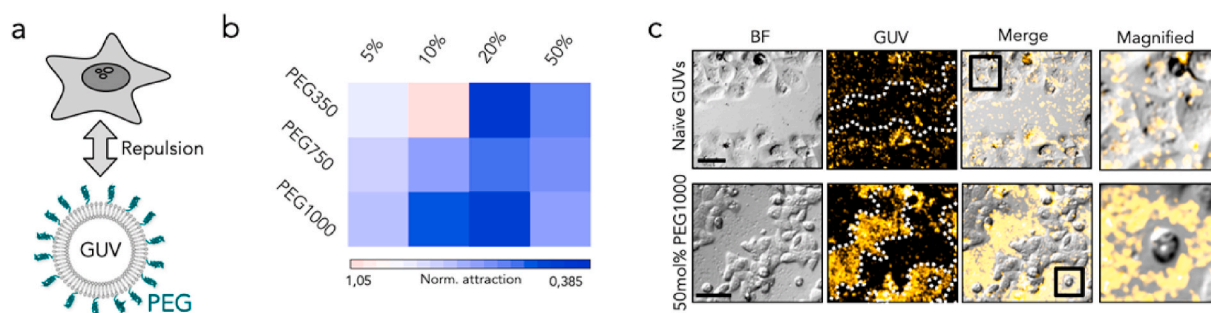 a
Repulsion
GUV
PEG
b
5% 10% 20% 50%
PEG350
PEG750
PEG1000
1,05 Norm. attraction 0,385
c
BF GUV Merge Magnified
Naïve GUVs
50mol% PEG1000